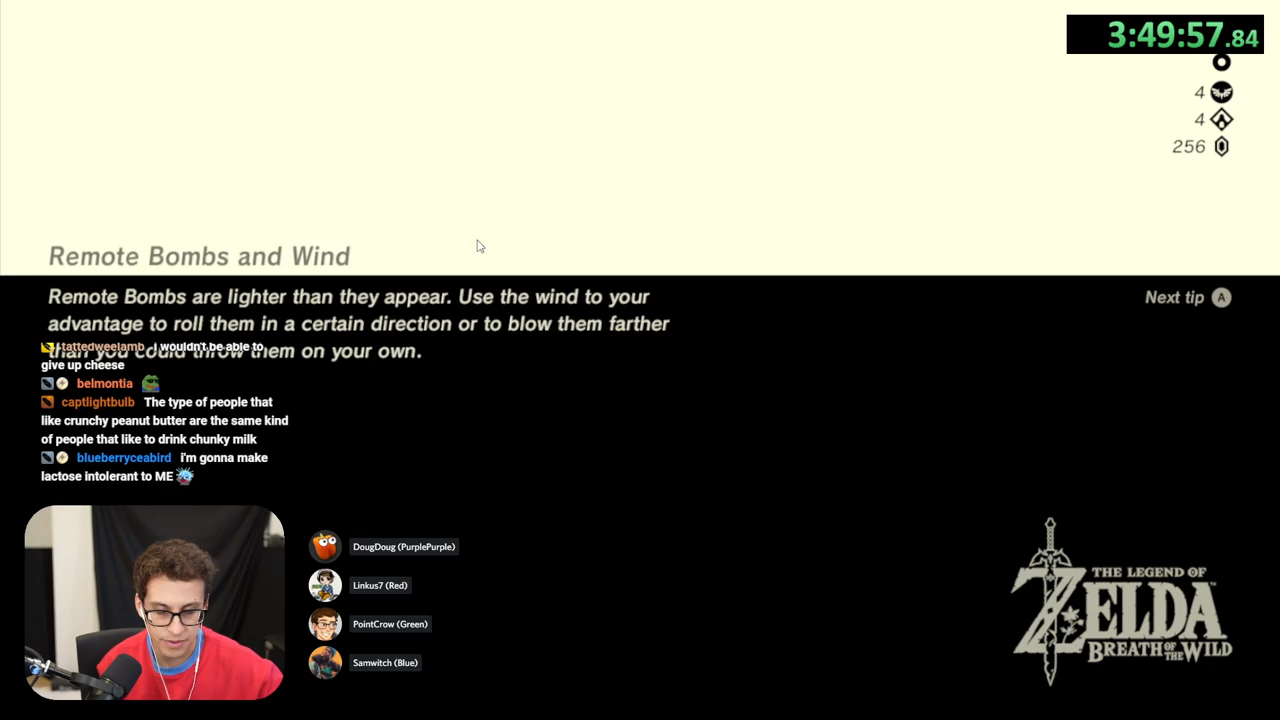 3:49:57.84
4
4
256
Remote Bombs and Wind
Remote Bombs are lighter than they appear. Use the wind to your
advantage to roll them in a certain direction or to blow them farther
than you could throw them on your own.
Next tip A
tattedweelamb I wouldn't be able to
give up cheese
belmontia
captlightbulb The type of people that
like crunchy peanut butter are the same kind
of people that like to drink chunky milk
blueberryceabird i'm gonna make
lactose intolerant to ME
DougDoug (PurplePurple)
Linkus7 (Red)
PointCrow (Green)
Samwitch (Blue)
THE LEGEND OF
ZELDA
BREATH OF THE WILD